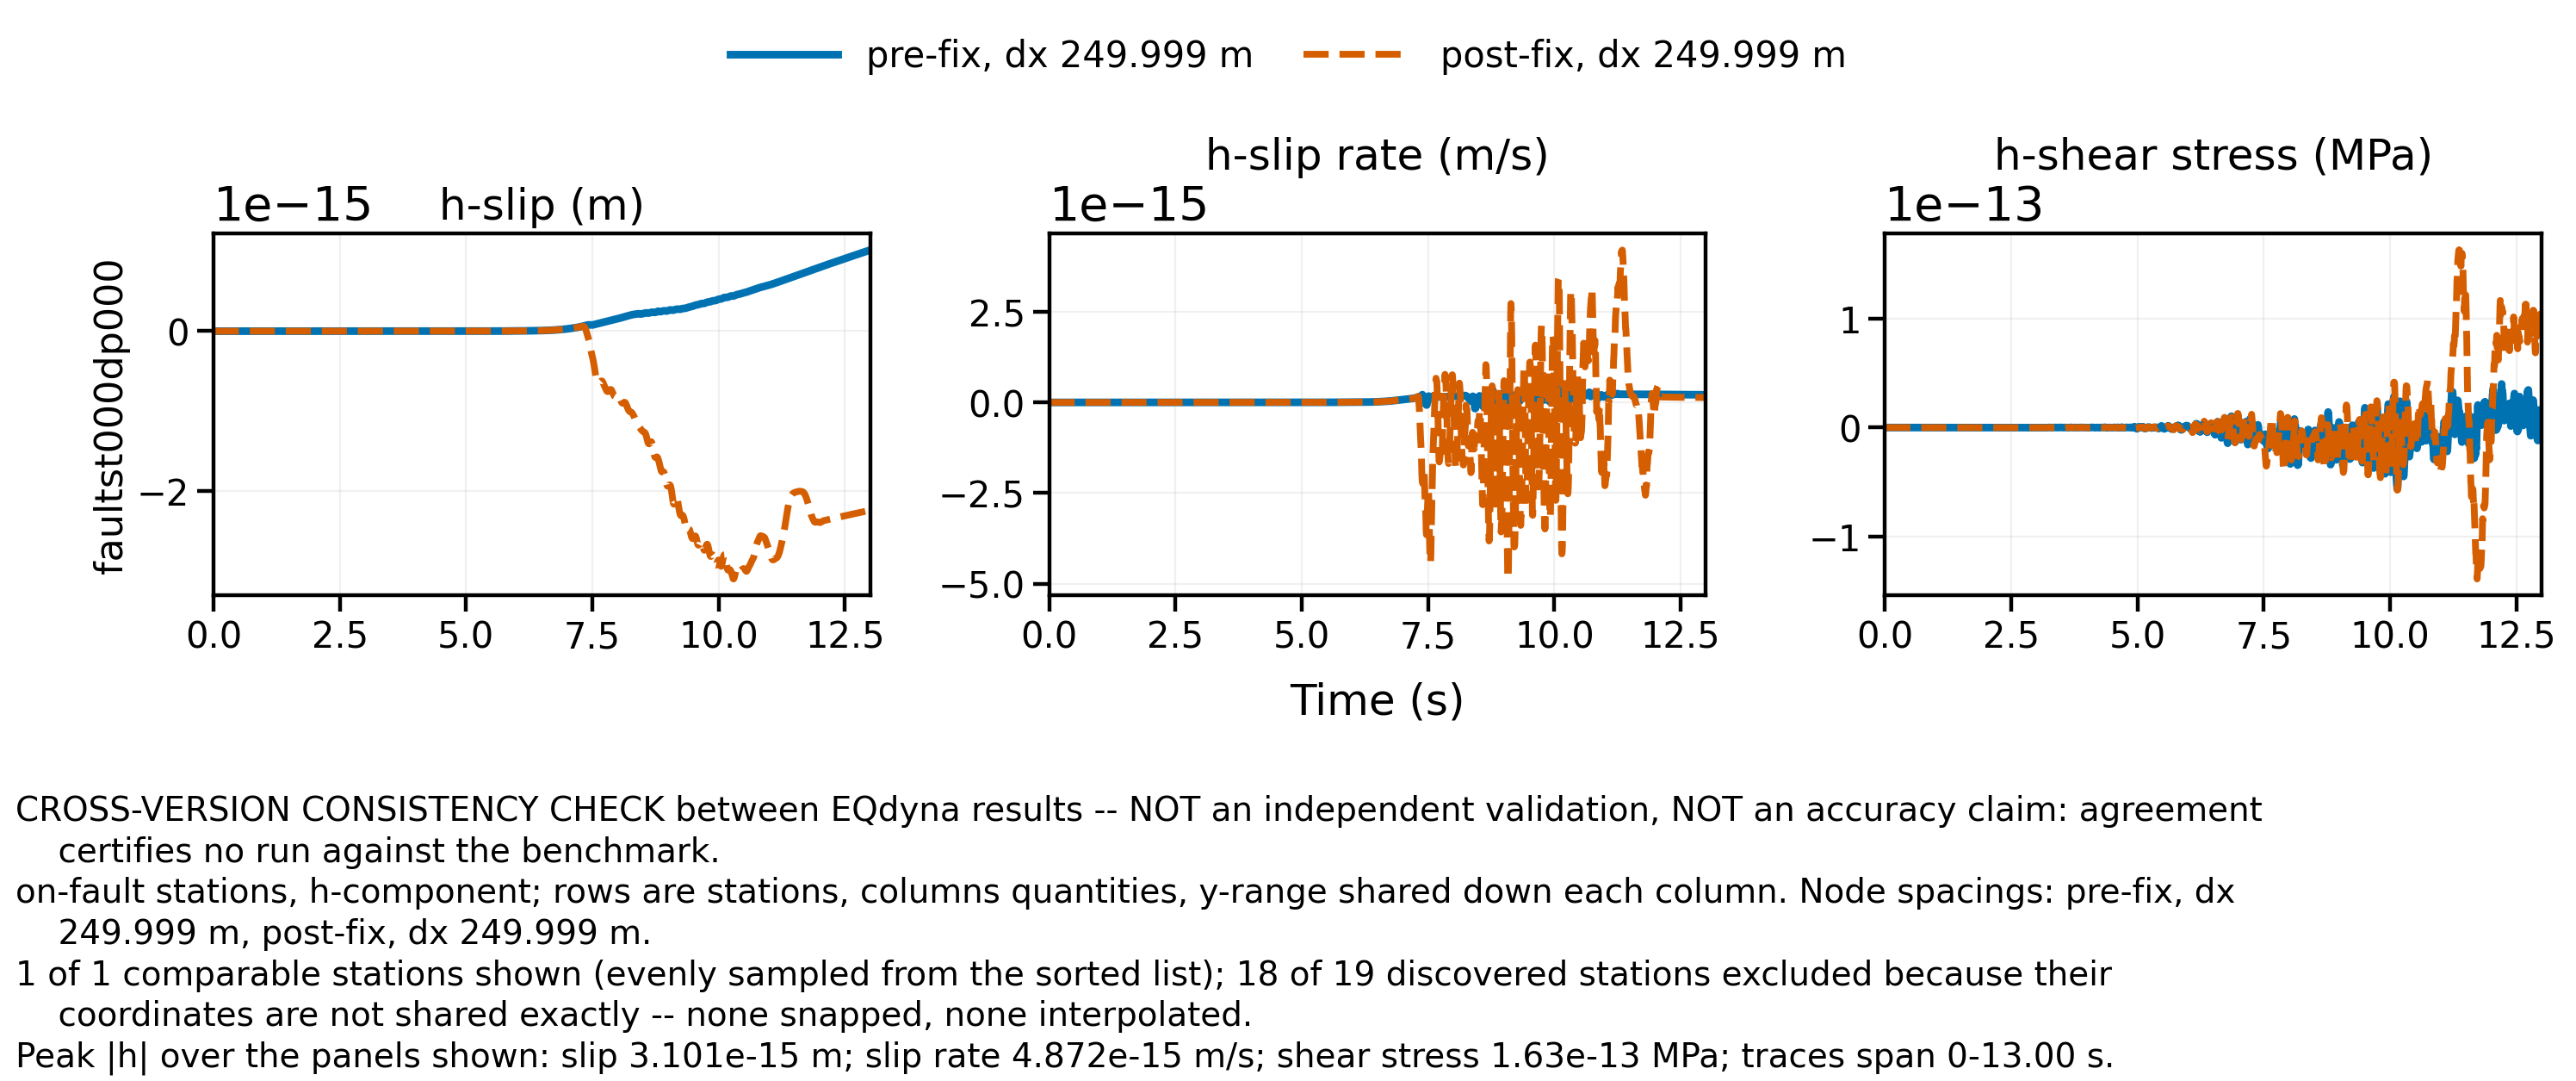 pre-fix, dx 249.999 m
post-fix, dx 249.999 m
h-slip (m)
h-slip rate (m/s)
h-shear stress (MPa)
1e−15
1e−15
1e−13
faultst000dp000
0
−2
2.5
0.0
−2.5
−5.0
1
0
−1
0.0 2.5 5.0 7.5 10.0 12.5
0.0 2.5 5.0 7.5 10.0 12.5
0.0 2.5 5.0 7.5 10.0 12.5
Time (s)
CROSS-VERSION CONSISTENCY CHECK between EQdyna results -- NOT an independent validation, NOT an accuracy claim: agreement
certifies no run against the benchmark.
on-fault stations, h-component; rows are stations, columns quantities, y-range shared down each column. Node spacings: pre-fix, dx
249.999 m, post-fix, dx 249.999 m.
1 of 1 comparable stations shown (evenly sampled from the sorted list); 18 of 19 discovered stations excluded because their
coordinates are not shared exactly -- none snapped, none interpolated.
Peak |h| over the panels shown: slip 3.101e-15 m; slip rate 4.872e-15 m/s; shear stress 1.63e-13 MPa; traces span 0-13.00 s.